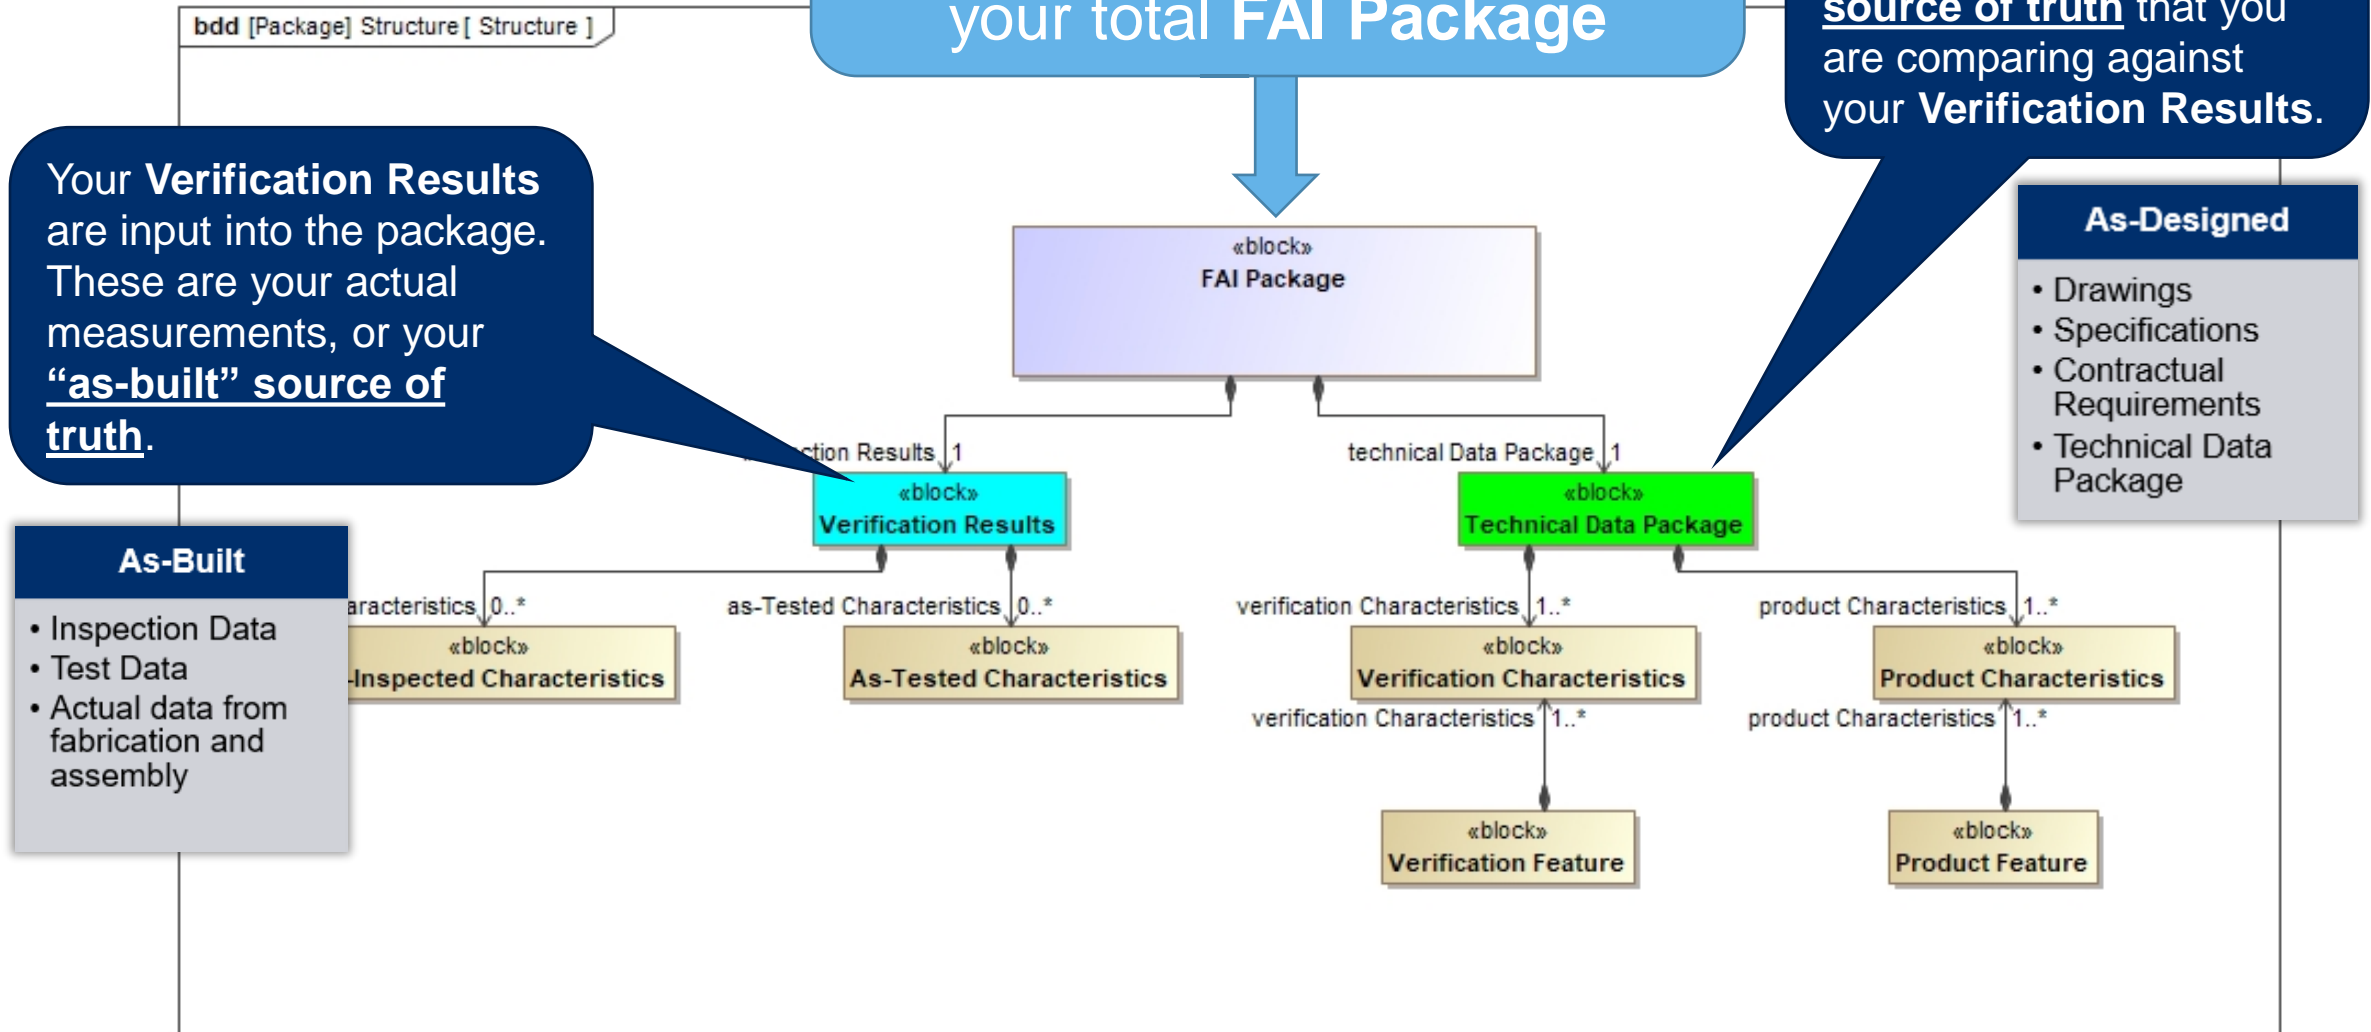 bdd [Package] Structure [ Structure ]
your total FAI Package
source of truth that you
are comparing against
your Verification Results.
Your Verification Results
are input into the package.
These are your actual
measurements, or your
“as-built” source of
truth.
As-Designed
• Drawings
• Specifications
• Contractual
Requirements
• Technical Data
Package
«block»
FAI Package
Results 1
technical Data Package 1
«block»
Verification Results
«block»
Technical Data Package
As-Built
• Inspection Data
• Test Data
• Actual data from
fabrication and
assembly
0..*
as-Tested Characteristics 0..*
verification Characteristics 1..*
product Characteristics 1..*
«block»
-Inspected Characteristics
«block»
As-Tested Characteristics
«block»
Verification Characteristics
«block»
Product Characteristics
verification Characteristics 1..*
product Characteristics 1..*
«block»
Verification Feature
«block»
Product Feature